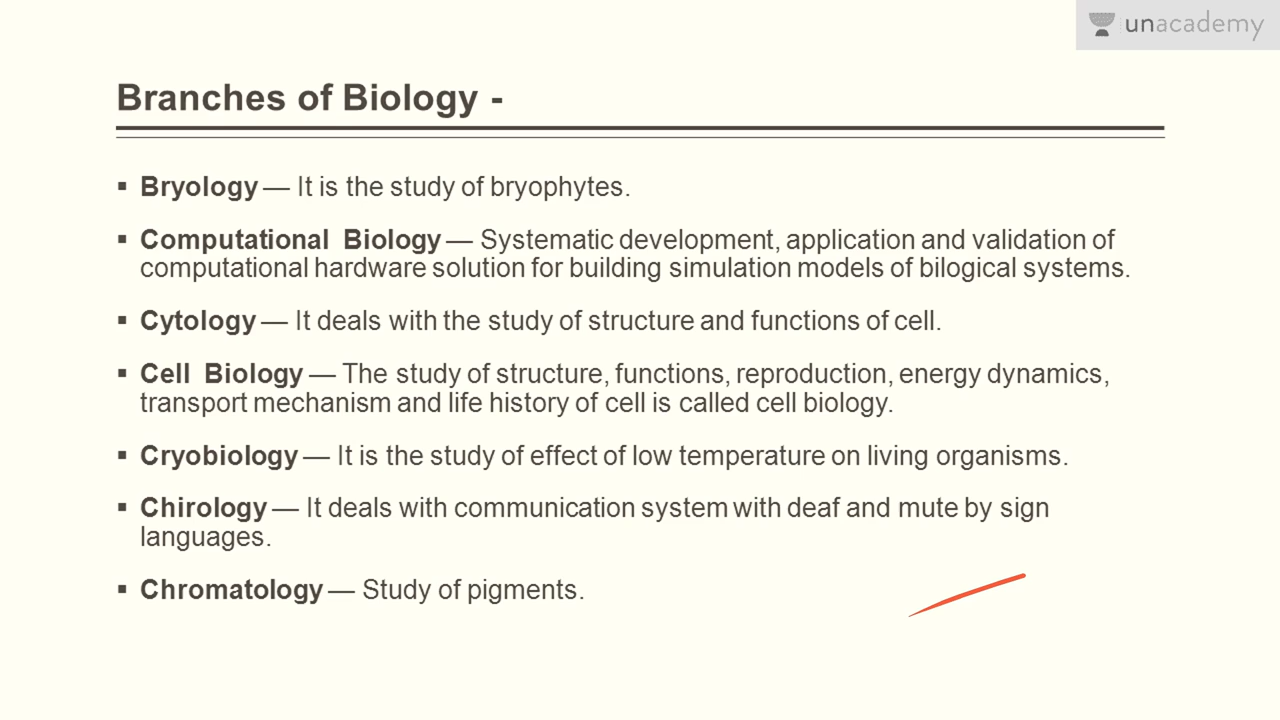 unacademy
Branches of Biology -
▪ Bryology — It is the study of bryophytes.
▪ Computational Biology — Systematic development, application and validation of
computational hardware solution for building simulation models of bilogical systems.
▪ Cytology — It deals with the study of structure and functions of cell.
▪ Cell Biology — The study of structure, functions, reproduction, energy dynamics,
transport mechanism and life history of cell is called cell biology.
▪ Cryobiology — It is the study of effect of low temperature on living organisms.
▪ Chirology — It deals with communication system with deaf and mute by sign
languages.
▪ Chromatology — Study of pigments.